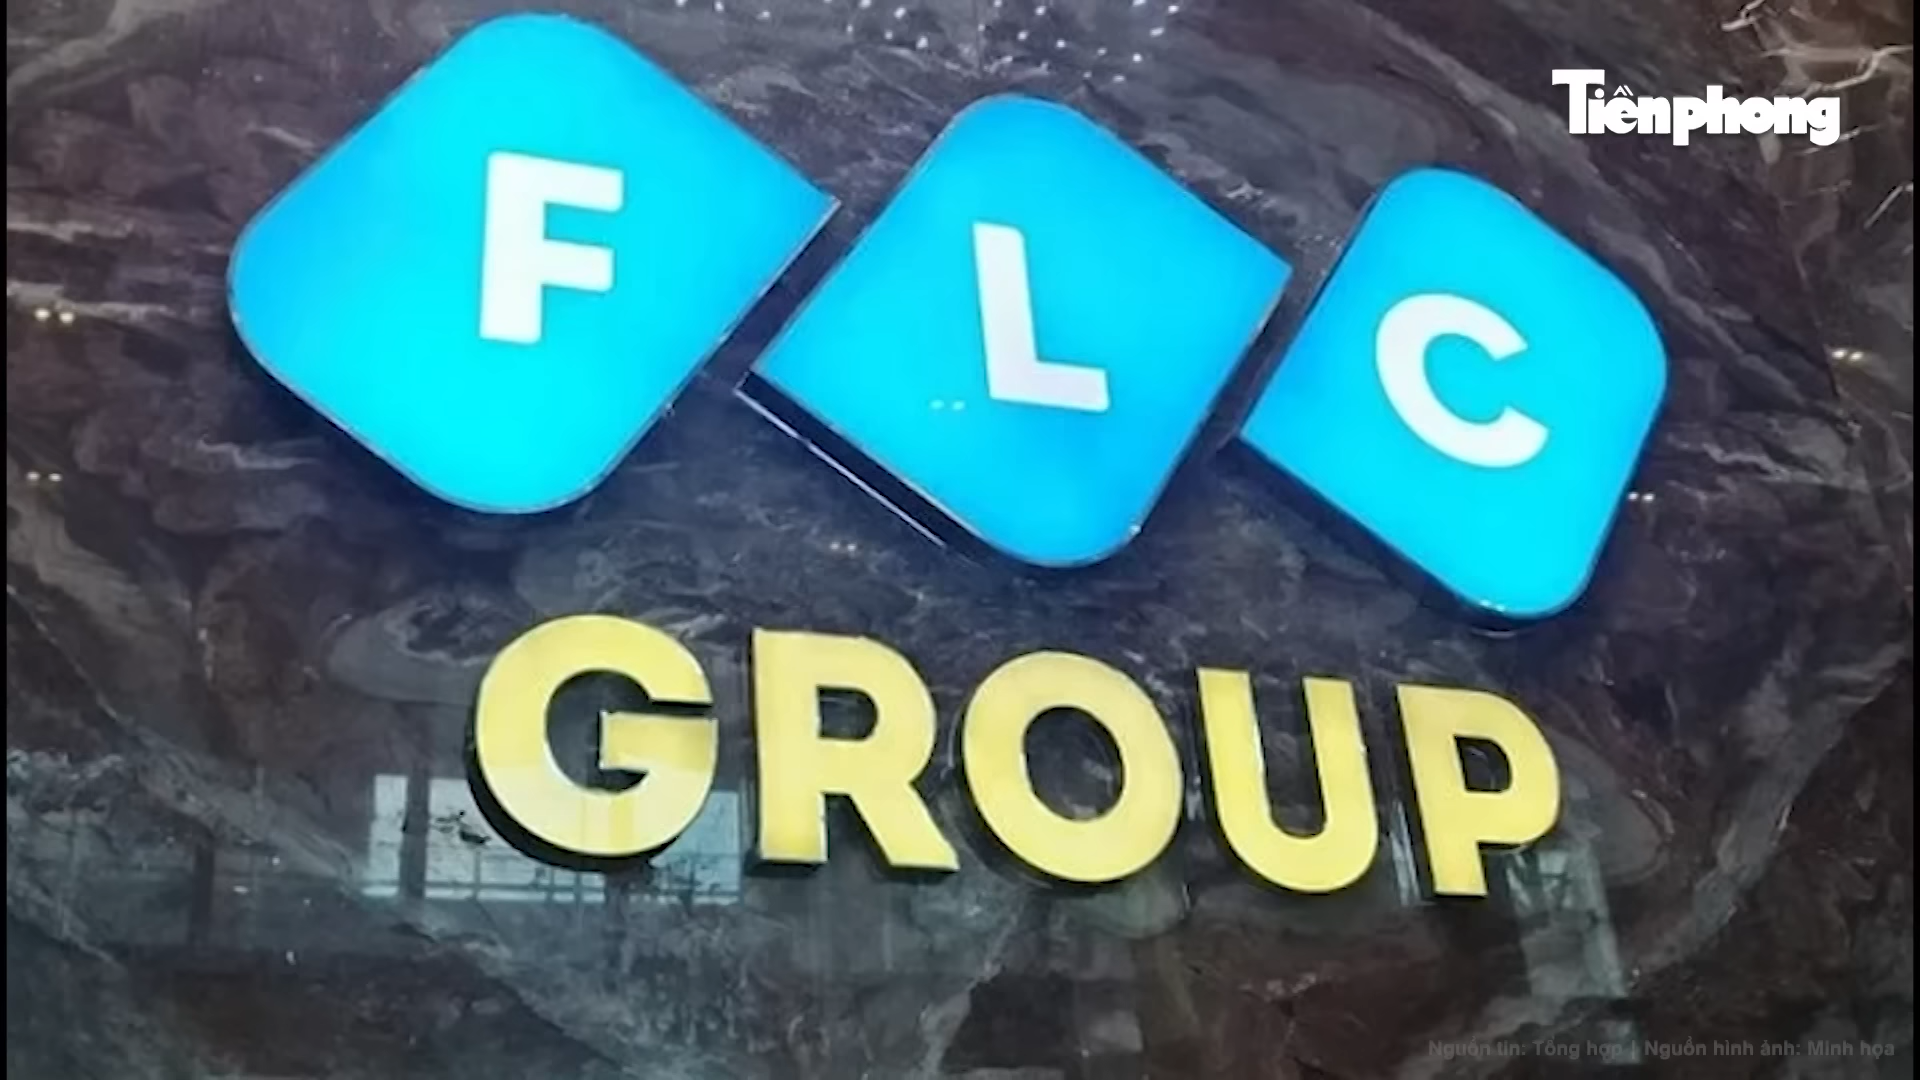 Tiềnphong
F L C
GROUP
Nguồn tin: Tổng hợp | Nguồn hình ảnh: Minh họa